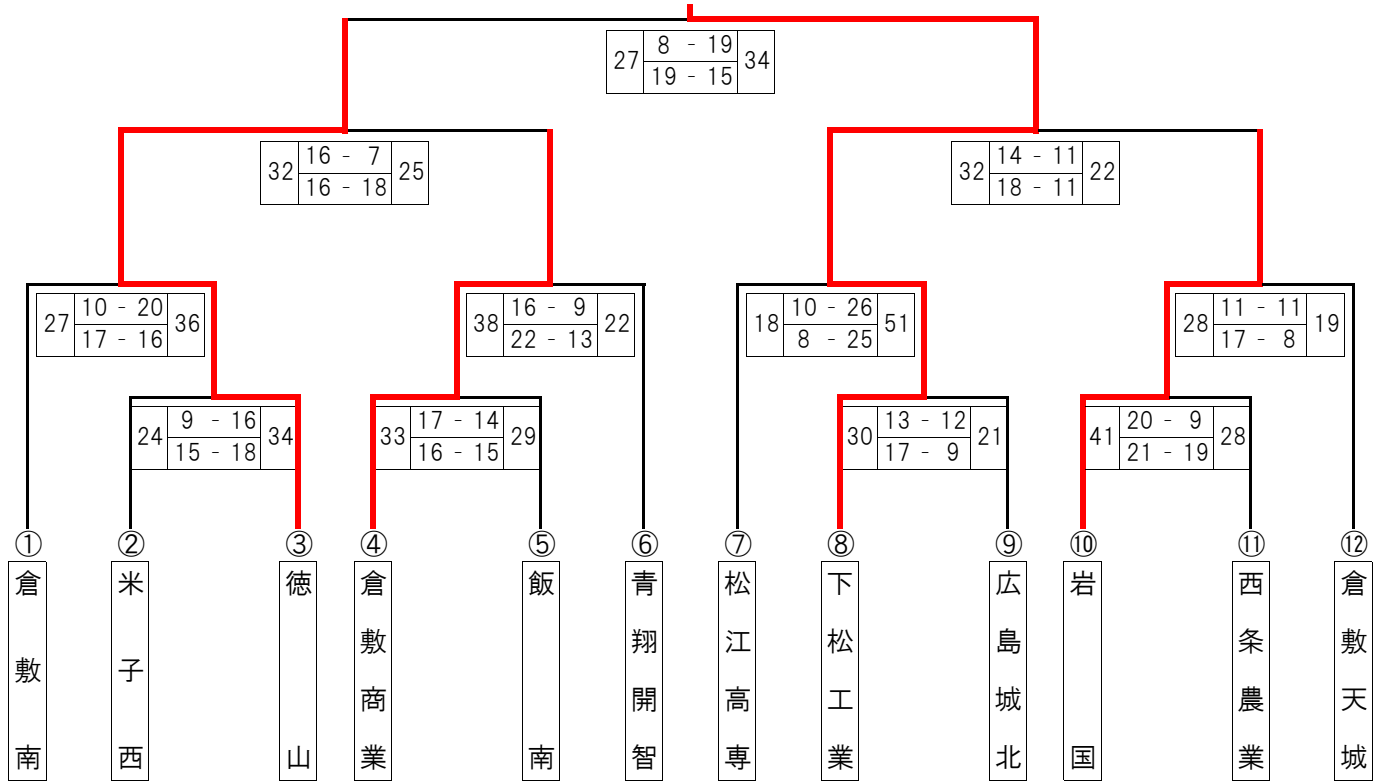 27 8 - 19 34
19 - 15
32 16 - 7 25
16 - 18
32 14 - 11 22
18 - 11
27 10 - 20 36
17 - 16
38 16 - 9 22
22 - 13
18 10 - 26 51
8 - 25
28 11 - 11 19
17 - 8
24 9 - 16 34
15 - 18
33 17 - 14 29
16 - 15
30 13 - 12 21
17 - 9
41 20 - 9 28
21 - 19
① 倉敷南
② 米子西
③ 徳山
④ 倉敷商業
⑤ 飯南
⑥ 青翔開智
⑦ 松江高専
⑧ 下松工業
⑨ 広島城北
⑩ 岩国
⑪ 西条農業
⑫ 倉敷天城